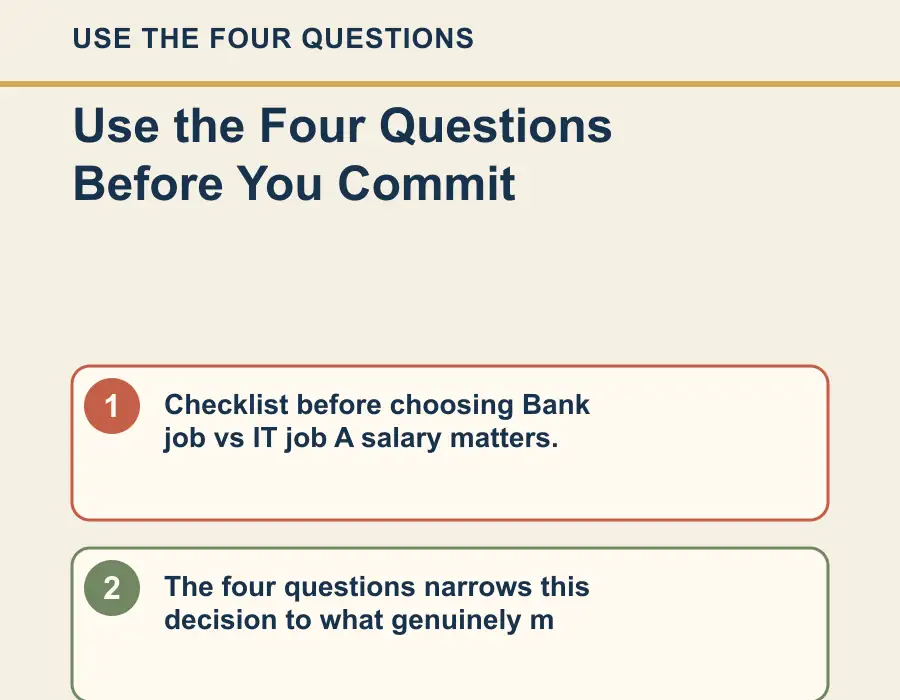 USE THE FOUR QUESTIONS
Use the Four Questions
Before You Commit
1
Checklist before choosing Bank
job vs IT job A salary matters.
2
The four questions narrows this
decision to what genuinely m